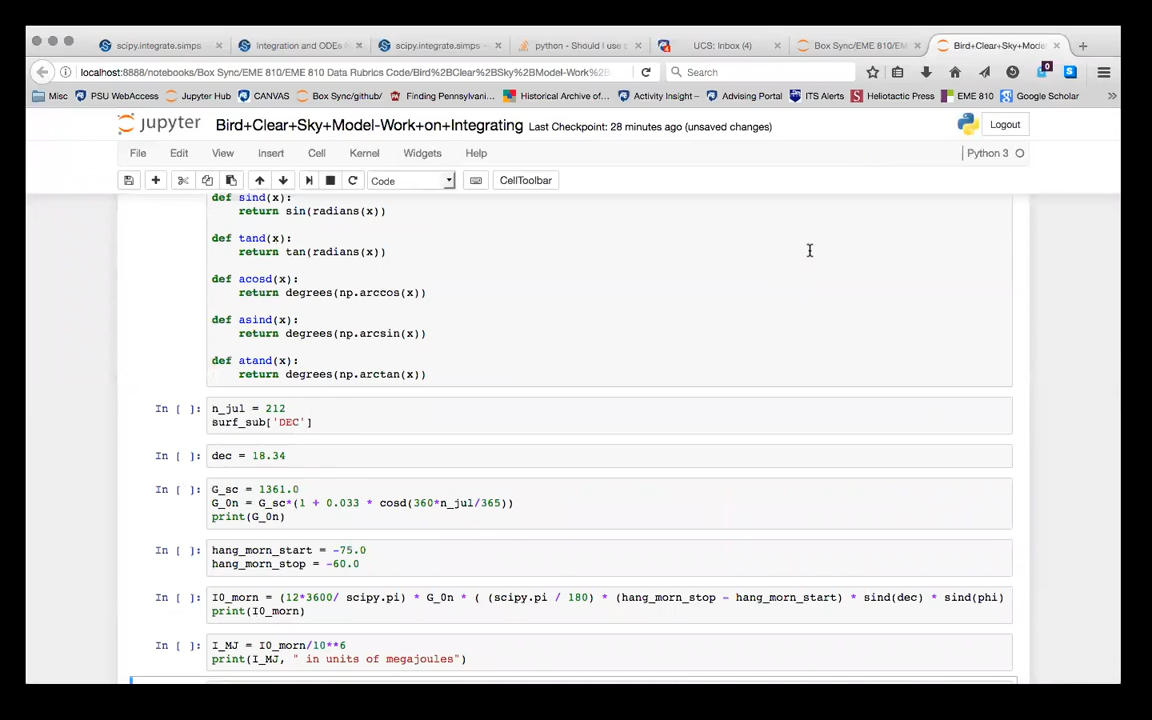 scipy.integrate.simps
Integration and ODEs (
scipy.integrate.simps
python - Should I use s
UCS: Inbox (4)
Box Sync/EME 810/EM
Bird+Clear+Sky+Mode
localhost:8888/notebooks/Box Sync/EME 810/EME 810 Data Rubrics Code/Bird%2BClear%2BSky%2BModel-Work%2B
Search
0
Misc
PSU WebAccess
Jupyter Hub
CANVAS
Box Sync/github/
Finding Pennsylvani...
Historical Archive of...
Activity Insight –...
Advising Portal
ITS Alerts
Heliotactic Press
EME 810
Google Scholar
jupyter
Bird+Clear+Sky+Model-Work+on+Integrating Last Checkpoint: 28 minutes ago (unsaved changes)
Logout
File Edit View Insert Cell Kernel Widgets Help
Python 3
Code
CellToolbar
def sind(x):
return sin(radians(x))
def tand(x):
return tan(radians(x))
def acosd(x):
return degrees(np.arccos(x))
def asind(x):
return degrees(np.arcsin(x))
def atand(x):
return degrees(np.arctan(x))
In [ ]: n_jul = 212
surf_sub['DEC']
In [ ]: dec = 18.34
In [ ]: G_sc = 1361.0
G_0n = G_sc*(1 + 0.033 * cosd(360*n_jul/365))
print(G_0n)
In [ ]: hang_morn_start = -75.0
hang_morn_stop = -60.0
In [ ]: I0_morn = (12*3600/ scipy.pi) * G_0n * ( (scipy.pi / 180) * (hang_morn_stop - hang_morn_start) * sind(dec) * sind(phi)
print(I0_morn)
In [ ]: I_MJ = I0_morn/10**6
print(I_MJ, " in units of megajoules")